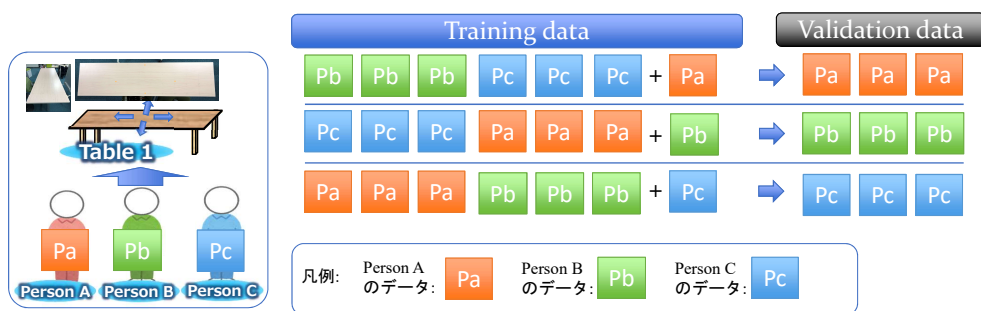 Training data
Validation data
Pb Pb Pb Pc Pc Pc + Pa Pa Pa Pa
Pc Pc Pc Pa Pa Pa + Pb Pb Pb Pb
Pa Pa Pa Pb Pb Pb + Pc Pc Pc Pc
Table 1
Pa Pb Pc
Person A Person B Person C
凡例:
Person A
のデータ:
Pa
Person B
のデータ:
Pb
Person C
のデータ:
Pc